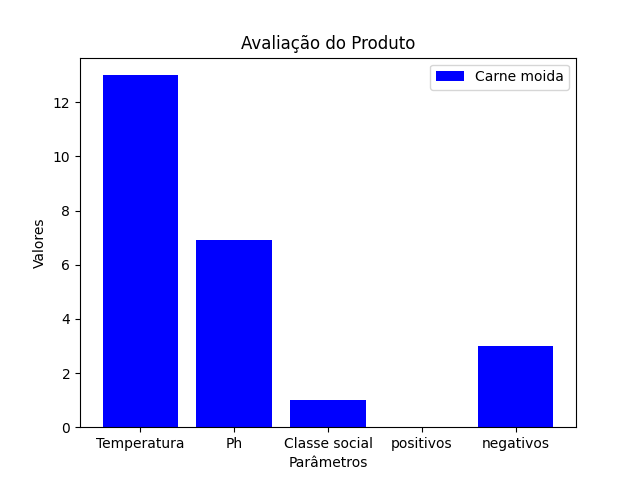 Avaliação do Produto
Carne moida
Valores
12
10
8
6
4
2
0
Temperatura
Ph
Classe social
positivos
negativos
Parâmetros